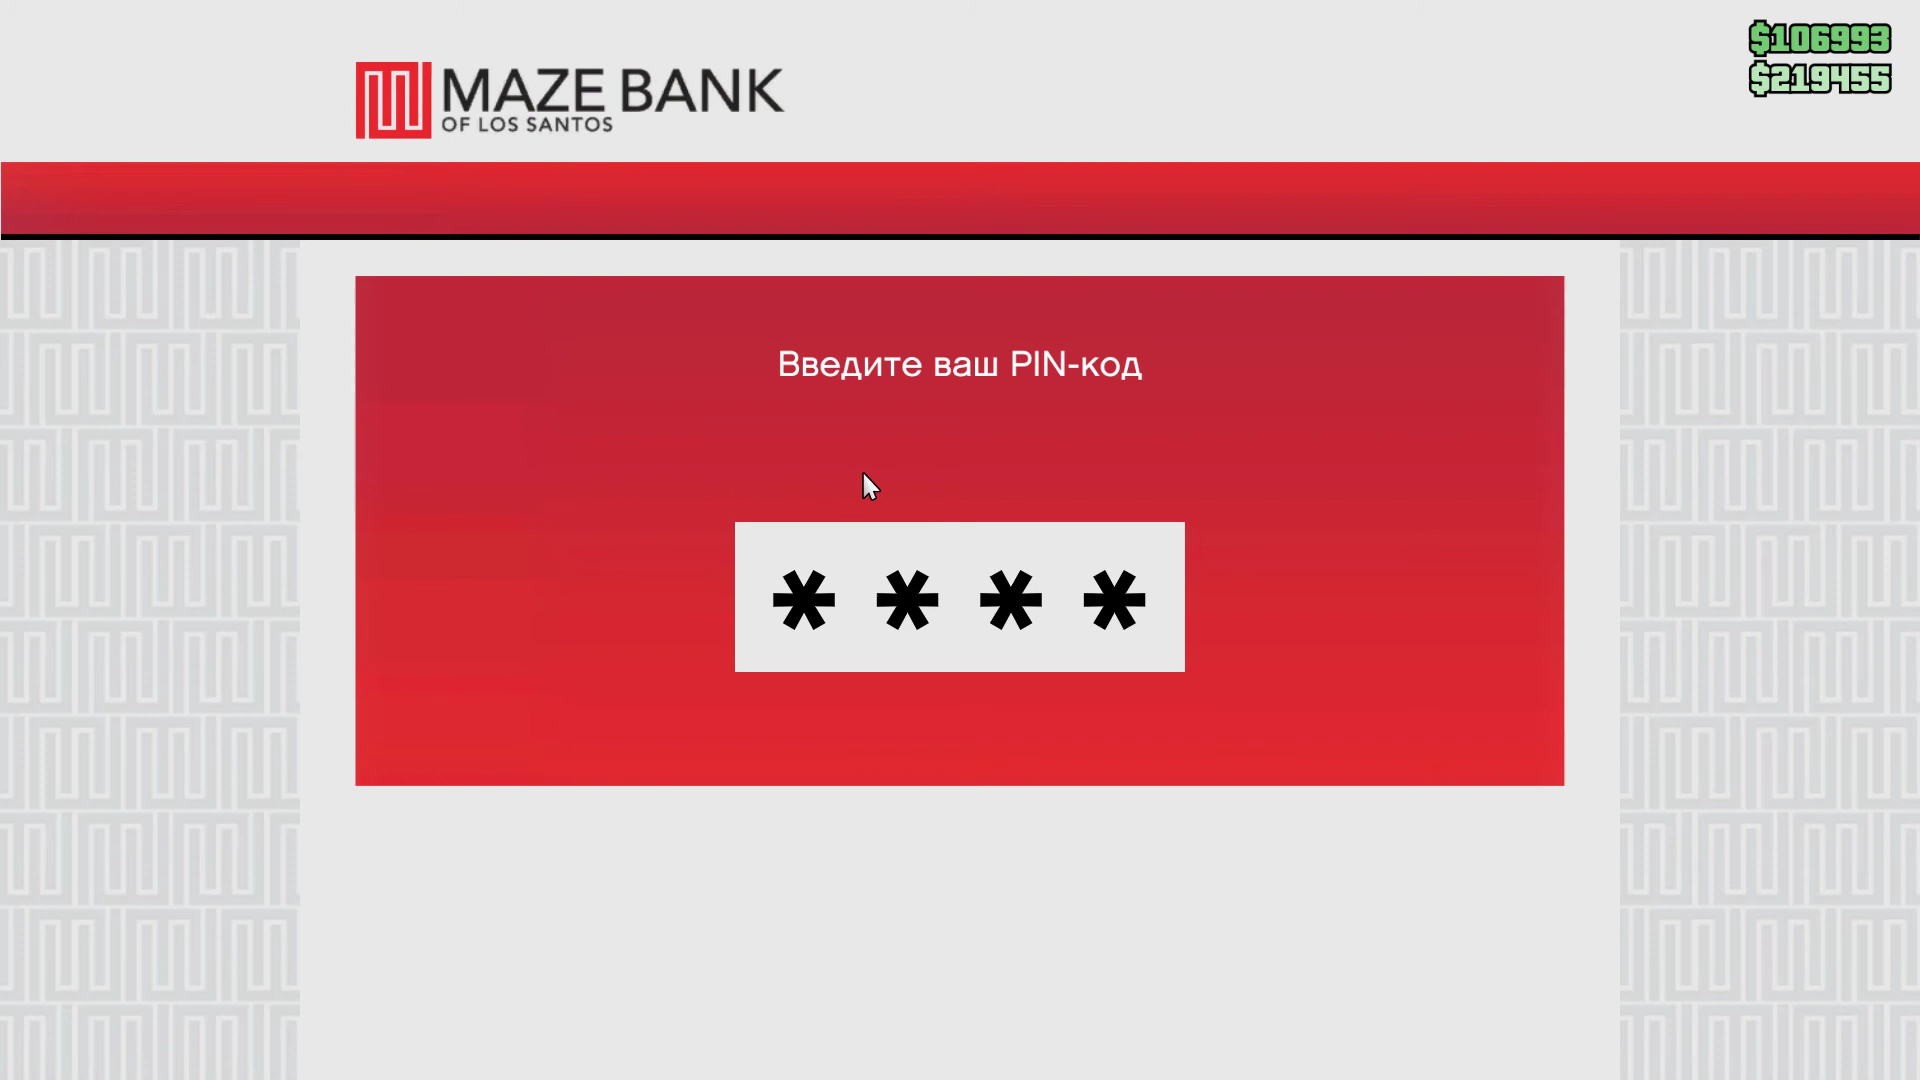 MAZE BANK
OF LOS SANTOS
$106993
$219455
Введите ваш PIN-код
* * * *